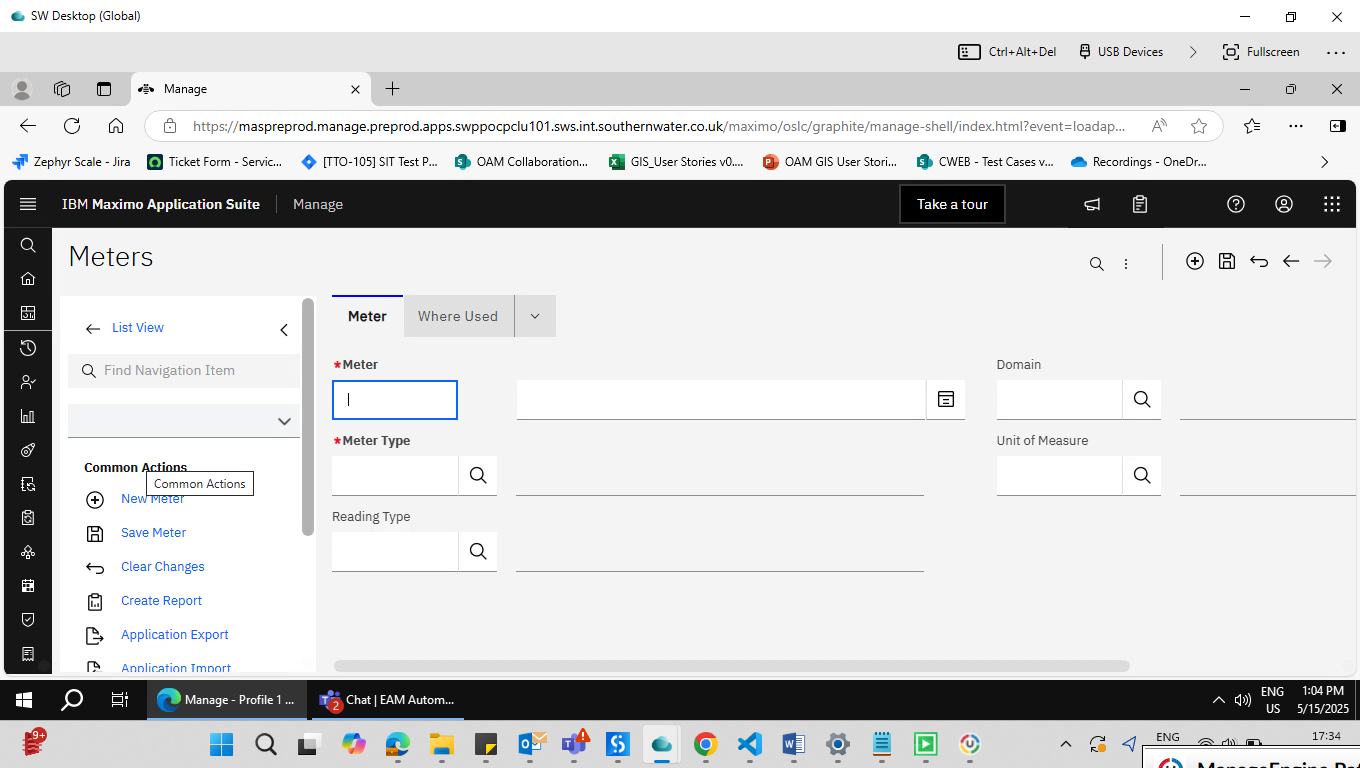 SW Desktop (Global)
Ctrl+Alt+Del
USB Devices
Fullscreen
Manage
https://maspreprod.manage.preprod.apps.swppocpclu101.sws.int.southernwater.co.uk/maximo/oslc/graphite/manage-shell/index.html?event=loadap...
Zephyr Scale - Jira
Ticket Form - Servic...
[TTO-105] SIT Test P...
OAM Collaboration...
GIS_User Stories v0....
OAM GIS User Stori...
CWEB - Test Cases v...
Recordings - OneDr...
IBM Maximo Application Suite
Manage
Take a tour
Meters
List View
Find Navigation Item
Common Actions
Common Actions
New Meter
Save Meter
Clear Changes
Create Report
Application Export
Application Import
Meter
Where Used
*Meter
Domain
*Meter Type
Unit of Measure
Reading Type
Manage - Profile 1 ...
2
Chat | EAM Autom...
ENG
US
1:04 PM
5/15/2025
9+
ENG
17:34